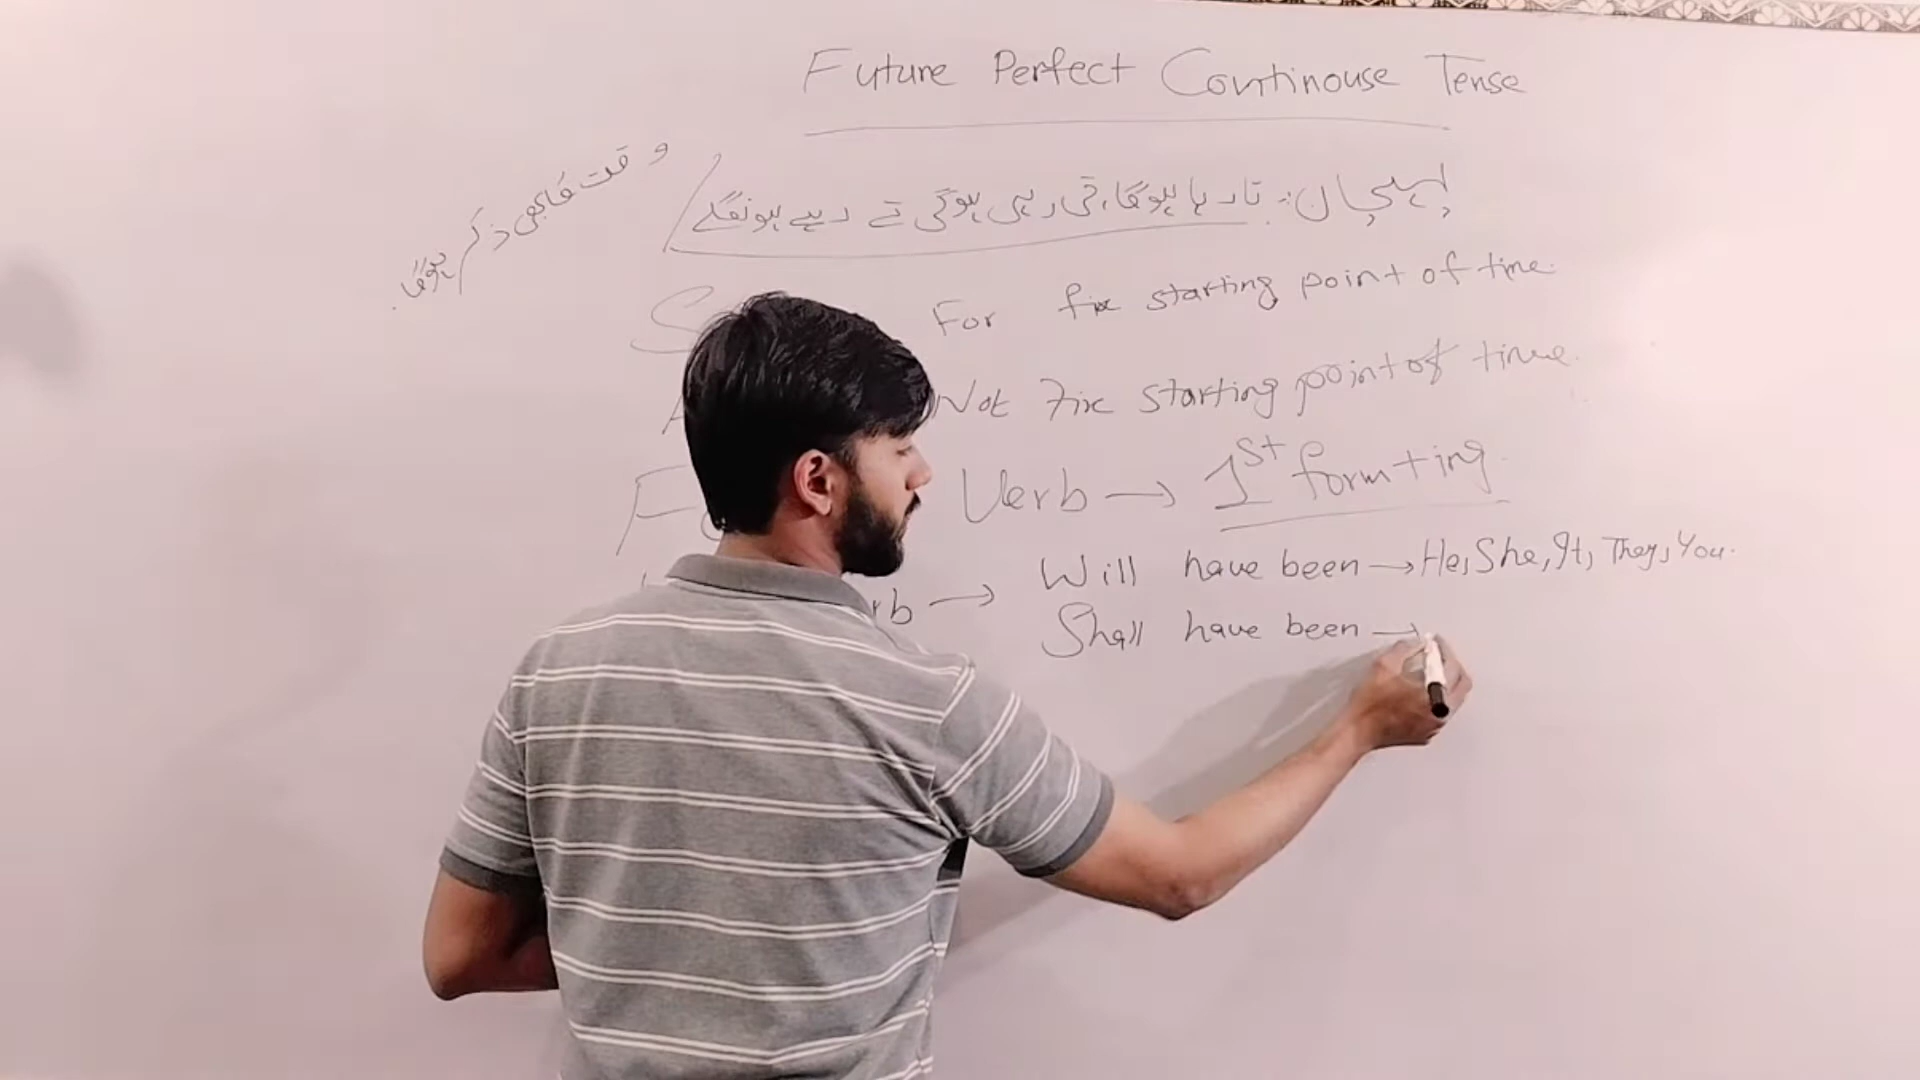 Future Perfect Continouse Tense
پہچان: تا رہا ہوگا، تی رہی ہوگی تے رہے ہونگے
وقت کا بھی ذکر ہوگا.
For fix starting point of time.
Not Fix starting point of time.
Verb → 1st form+ing.
rb → Will have been → He, She, It, They, You.
Shall have been →